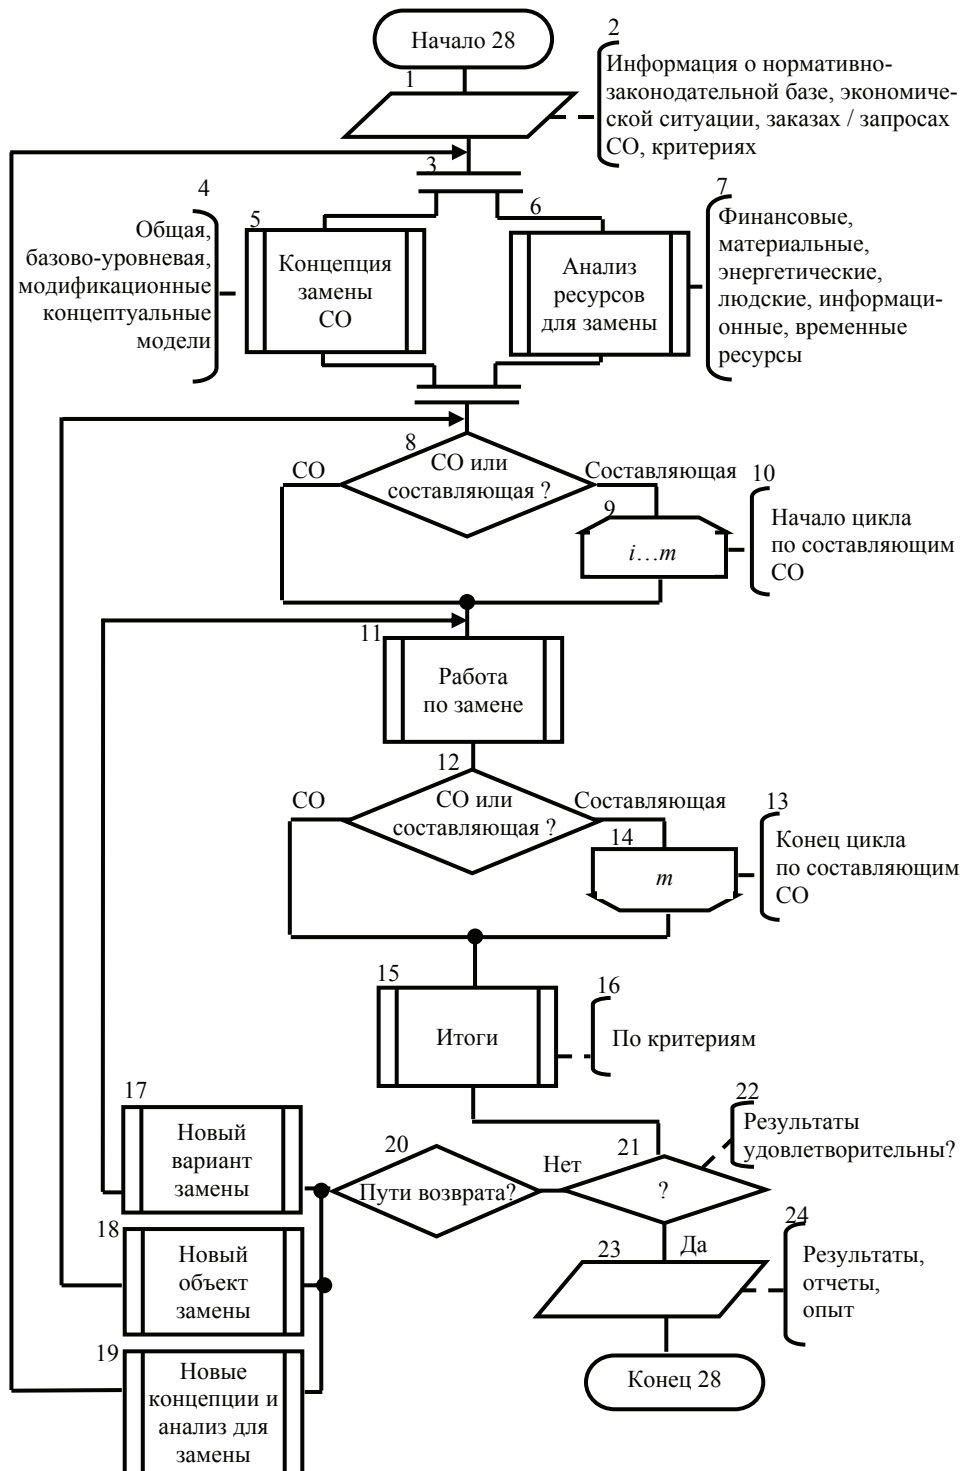 Начало 28
1
2
Информация о нормативно-
законодательной базе, экономиче-
ской ситуации, заказах / запросах
СО, критериях
3
4
Общая,
базово-уровневая,
модификационные
концептуальные
модели
5
Концепция
замены
СО
6
Анализ
ресурсов
для замены
7
Финансовые,
материальные,
энергетические,
людские, информаци-
онные, временные
ресурсы
8
СО или
составляющая ?
СО
Составляющая
9
i…m
10
Начало цикла
по составляющим
СО
11
Работа
по замене
12
СО или
составляющая ?
СО
Составляющая
13
Конец цикла
по составляющим
СО
14
m
15
Итоги
16
По критериям
17
Новый
вариант
замены
18
Новый
объект
замены
19
Новые
концепции и
анализ для
замены
20
Пути возврата?
Нет
21
?
22
Результаты
удовлетворительны?
Да
23
24
Результаты,
отчеты,
опыт
Конец 28